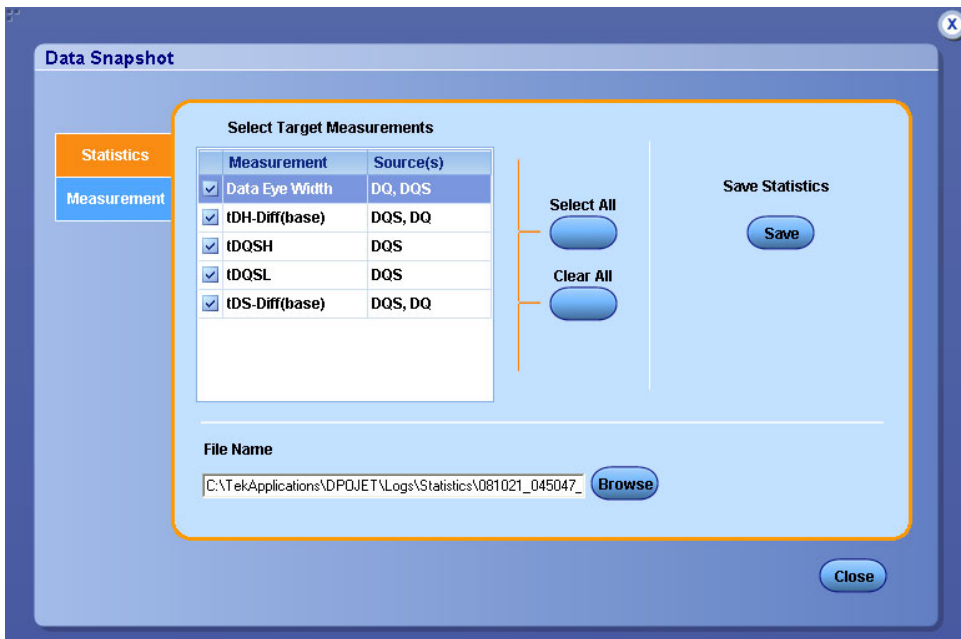 X
Data Snapshot
Statistics
Measurement
Select Target Measurements
Measurement Source(s)
Data Eye Width DQ, DQS
tDH-Diff(base) DQS, DQ
tDQSH DQS
tDQSL DQS
tDS-Diff(base) DQS, DQ
Select All
Clear All
Save Statistics
Save
File Name
C:\TekApplications\DPOJET\Logs\Statistics\081021_045047_
Browse
Close